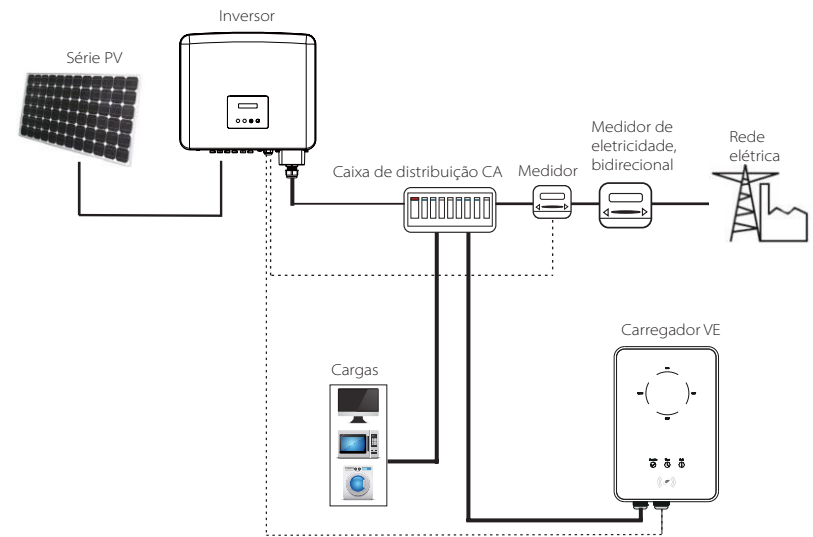 Inversor
Série PV
Medidor de
eletricidade,
bidirecional
Rede
elétrica
Caixa de distribuição CA
Medidor
Carregador VE
Cargas